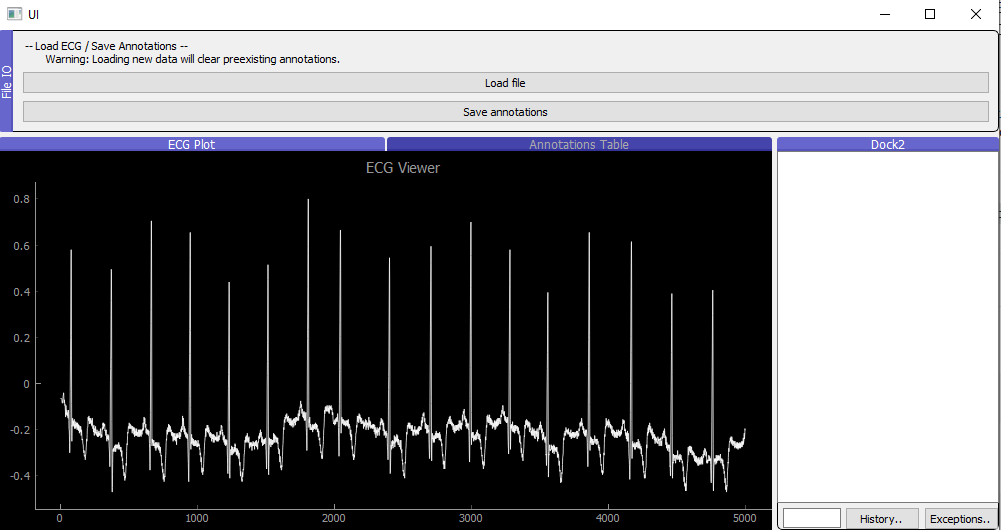 UI
-- Load ECG / Save Annotations --
Warning: Loading new data will clear preexisting annotations.
File IO
Load file
Save annotations
ECG Plot
Annotations Table
Dock2
ECG Viewer
0.8
0.6
0.4
0.2
0
-0.2
-0.4
0
1000
2000
3000
4000
5000
History..
Exceptions..